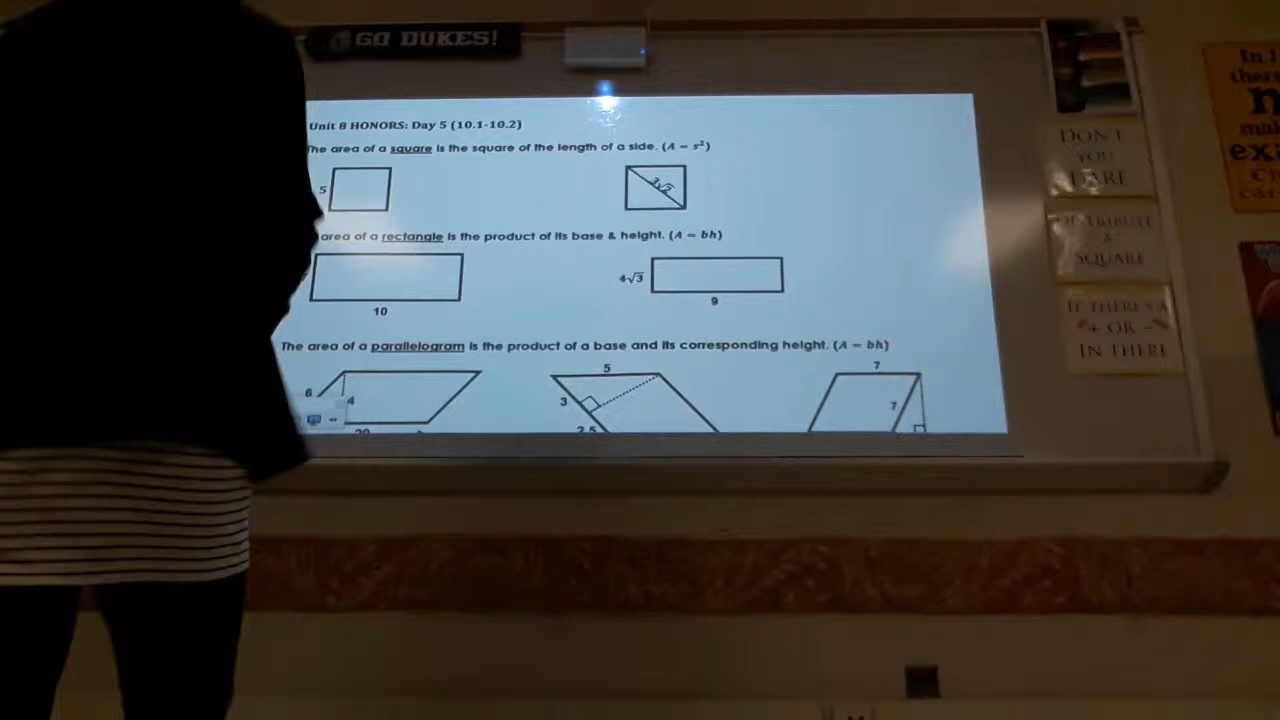 GO DUKES!
Unit 8 HONORS: Day 5 (10.1-10.2)
The area of a square is the square of the length of a side. (A = s²)
5
area of a rectangle is the product of its base & height. (A = bh)
4√3
10
9
The area of a parallelogram is the product of a base and its corresponding height. (A = bh)
6
4
20
5
3
7
7
DON'T
YOU
DARE
DISTRIBUTE
A
SQUARE
IF THERE'S A
+ OR -
IN THERE